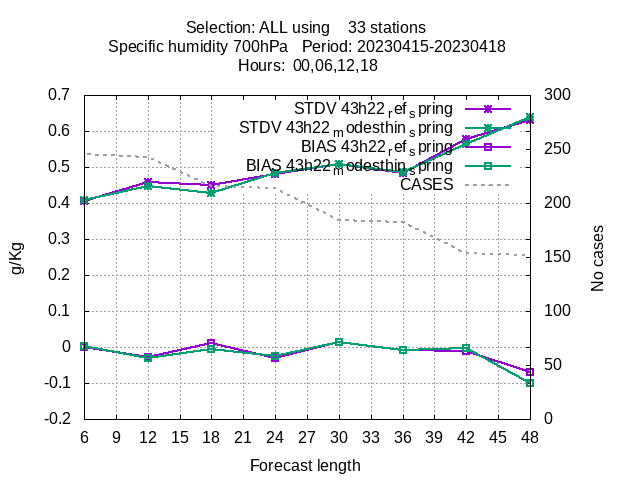 Selection: ALL using 33 stations
Specific humidity 700hPa Period: 20230415-20230418
Hours: 00,06,12,18
STDV 43h22_ref_spring
STDV 43h22_modesthin_spring
BIAS 43h22_ref_spring
BIAS 43h22_modesthin_spring
CASES
0.7
0.6
0.5
0.4
0.3
0.2
0.1
0
-0.1
-0.2
g/Kg
300
250
200
150
100
50
0
No cases
6 9 12 15 18 21 24 27 30 33 36 39 42 45 48
Forecast length